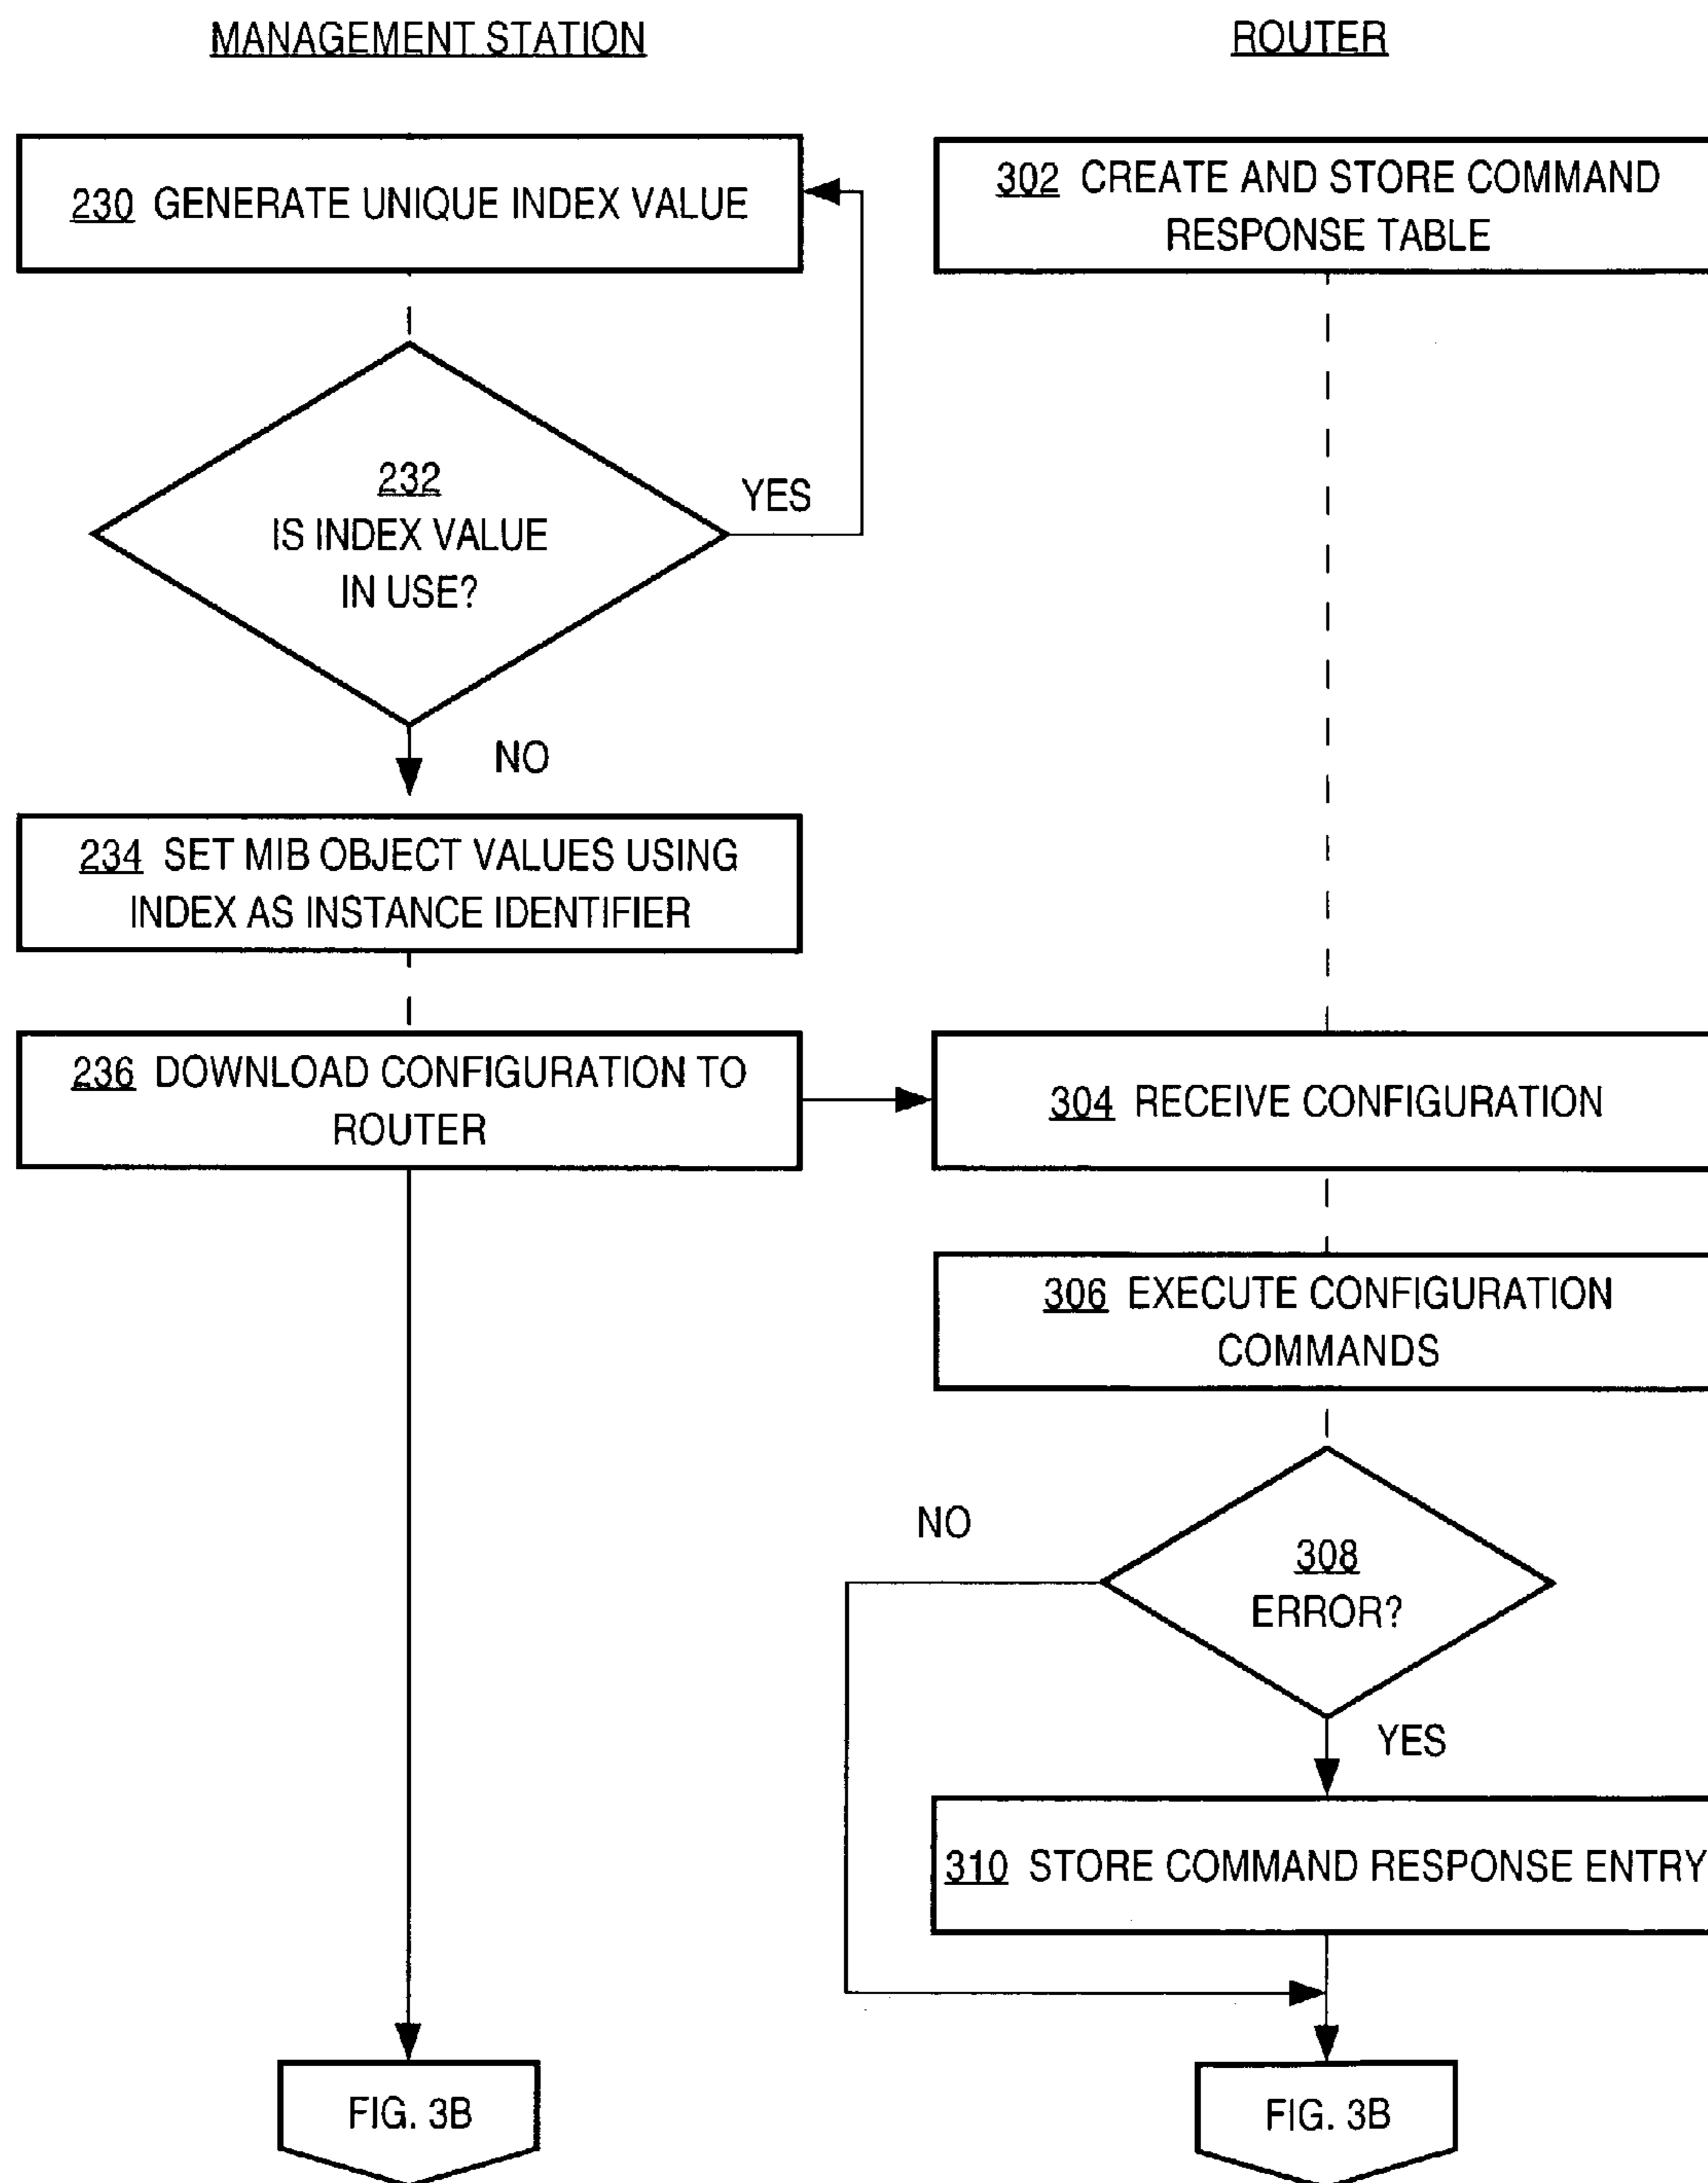 MANAGEMENT STATION
ROUTER
230 GENERATE UNIQUE INDEX VALUE
302 CREATE AND STORE COMMAND
RESPONSE TABLE
232
IS INDEX VALUE
IN USE?
YES
NO
234 SET MIB OBJECT VALUES USING
INDEX AS INSTANCE IDENTIFIER
236 DOWNLOAD CONFIGURATION TO
ROUTER
304 RECEIVE CONFIGURATION
306 EXECUTE CONFIGURATION
COMMANDS
NO
308
ERROR?
YES
310 STORE COMMAND RESPONSE ENTRY
FIG. 3B
FIG. 3B